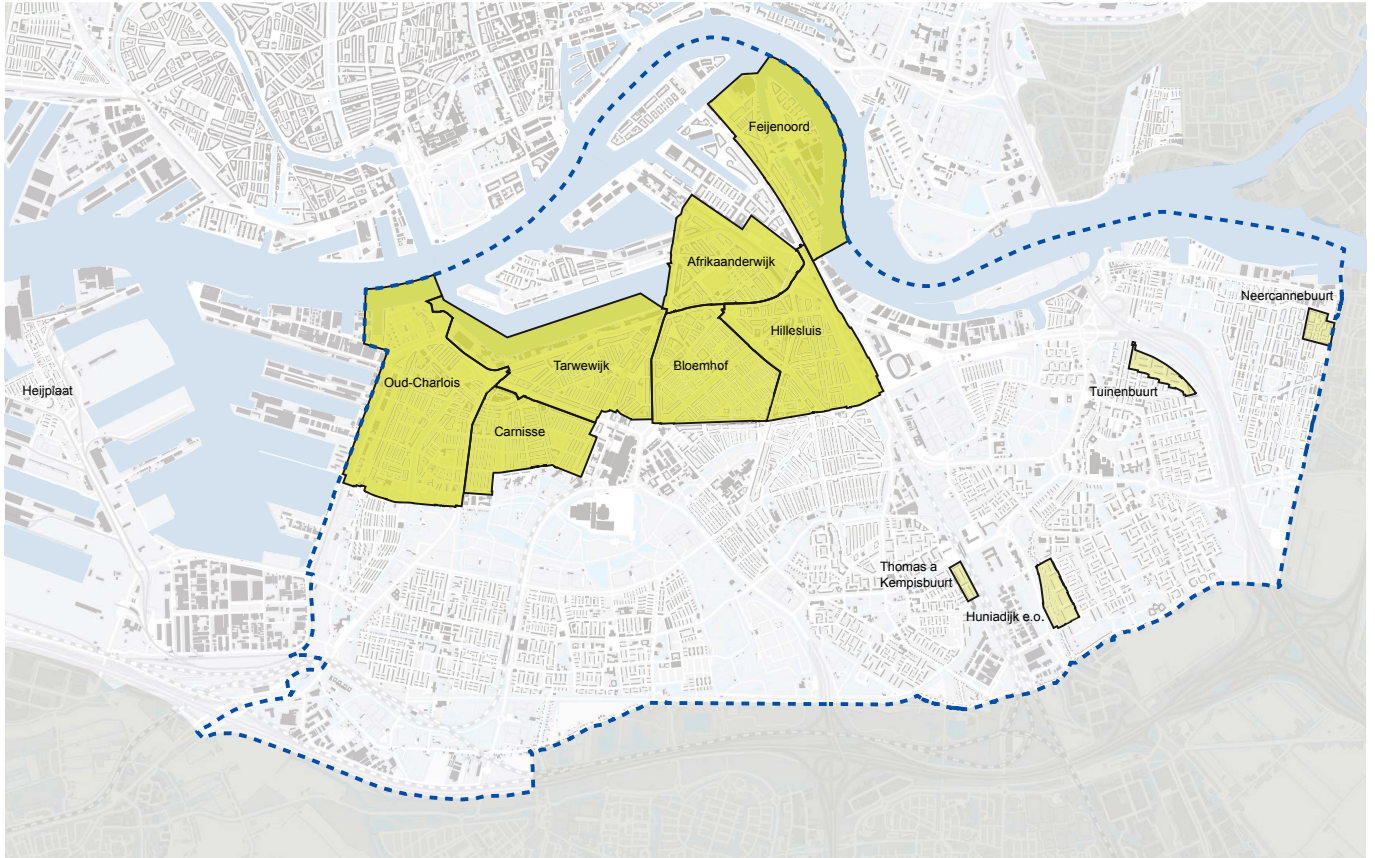 Feijenoord
Afrikaanderwijk
Neercannebuurt
Hillesluis
Tarwewijk
Bloemhof
Oud-Charlois
Heijplaat
Tuinenbuurt
Carnisse
Thomas a
Kempisbuurt
Huniadijk e.o.